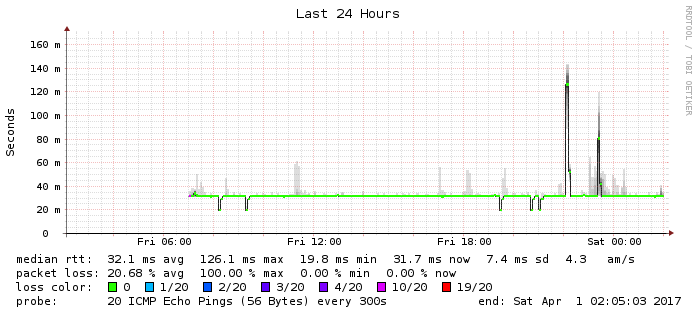 Last 24 Hours
RRDTOOL / TOBI OETIKER
Seconds
160 m
140 m
120 m
100 m
80 m
60 m
40 m
20 m
0
Fri 06:00 Fri 12:00 Fri 18:00 Sat 00:00
median rtt: 32.1 ms avg 126.1 ms max 19.8 ms min 31.7 ms now 7.4 ms sd 4.3 am/s
packet loss: 20.68 % avg 100.00 % max 0.00 % min 0.00 % now
loss color: 0 1/20 2/20 3/20 4/20 10/20 19/20
probe: 20 ICMP Echo Pings (56 Bytes) every 300s end: Sat Apr 1 02:05:03 2017